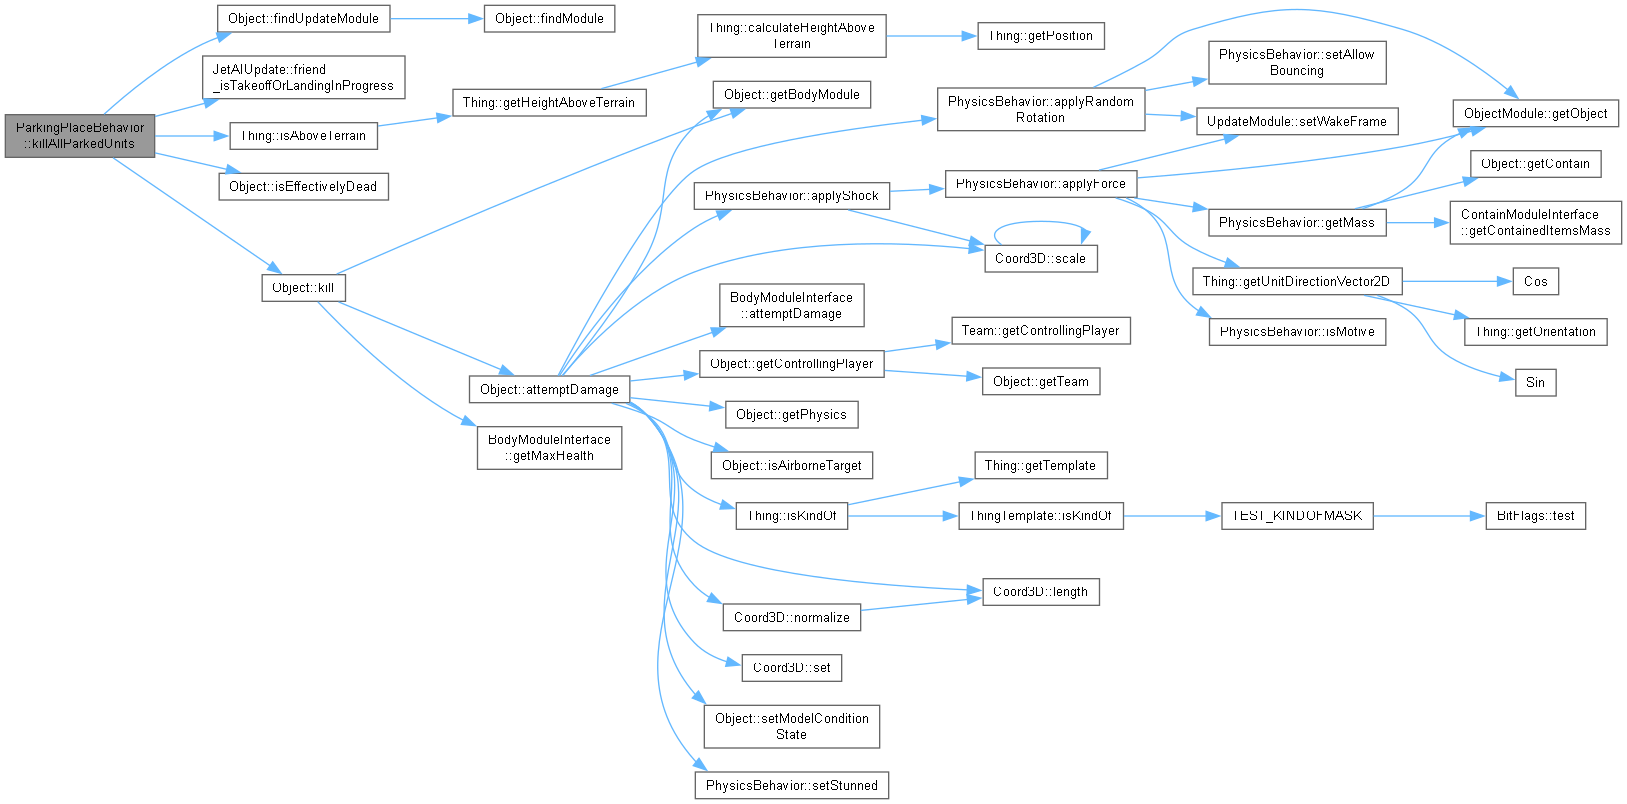 ParkingPlaceBehavior
::killAllParkedUnits
Object::findUpdateModule
Object::findModule
JetAIUpdate::friend
_isTakeoffOrLandingInProgress
Thing::isAboveTerrain
Thing::getHeightAboveTerrain
Thing::calculateHeightAbove
Terrain
Thing::getPosition
Object::isEffectivelyDead
Object::kill
Object::getBodyModule
Object::attemptDamage
BodyModuleInterface
::getMaxHealth
PhysicsBehavior::applyRandom
Rotation
PhysicsBehavior::setAllow
Bouncing
UpdateModule::setWakeFrame
ObjectModule::getObject
PhysicsBehavior::applyShock
PhysicsBehavior::applyForce
PhysicsBehavior::getMass
Object::getContain
ContainModuleInterface
::getContainedItemsMass
Coord3D::scale
Thing::getUnitDirectionVector2D
Cos
Thing::getOrientation
Sin
PhysicsBehavior::isMotive
BodyModuleInterface
::attemptDamage
Object::getControllingPlayer
Team::getControllingPlayer
Object::getTeam
Object::getPhysics
Object::isAirborneTarget
Thing::isKindOf
Thing::getTemplate
ThingTemplate::isKindOf
TEST_KINDOFMASK
BitFlags::test
Coord3D::length
Coord3D::normalize
Coord3D::set
Object::setModelCondition
State
PhysicsBehavior::setStunned